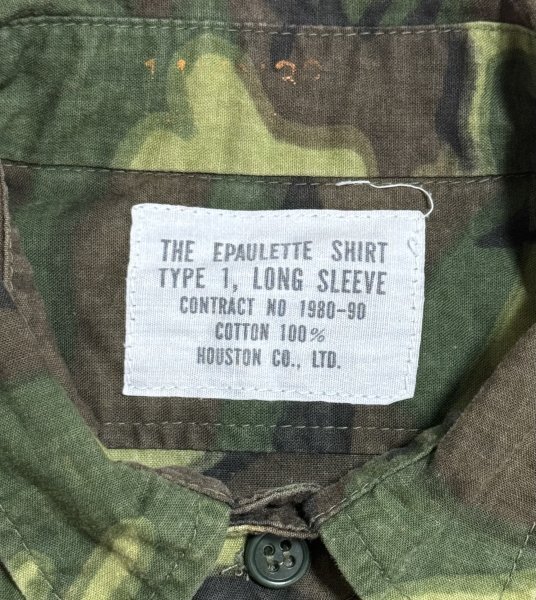 THE EPAULETTE SHIRT
TYPE 1, LONG SLEEVE
CONTRACT NO 1980-90
COTTON 100%
HOUSTON CO., LTD.